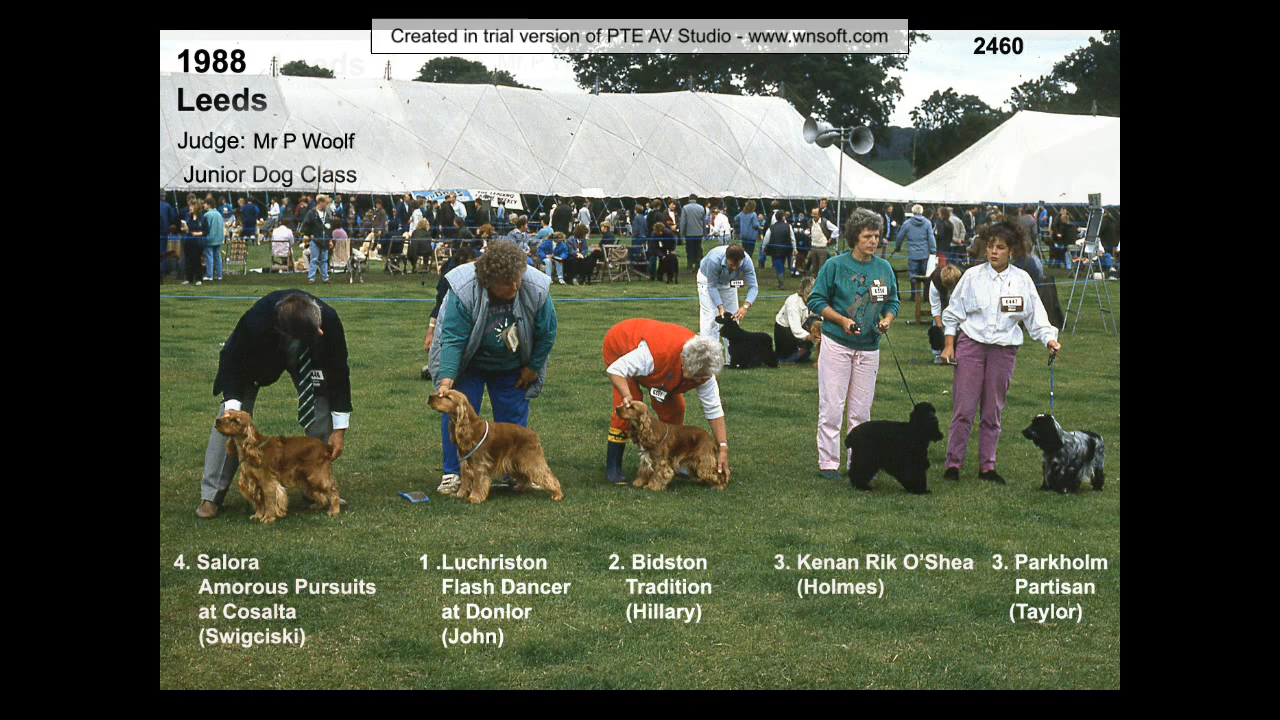 Created in trial version of PTE AV Studio - www.wnsoft.com
2460
1988
Leeds
Judge: Mr P Woolf
Junior Dog Class
4. Salora
Amorous Pursuits
at Cosalta
(Swigciski)
1 .Luchriston
Flash Dancer
at Donlor
(John)
2. Bidston
Tradition
(Hillary)
3. Kenan Rik O'Shea
(Holmes)
3. Parkholm
Partisan
(Taylor)